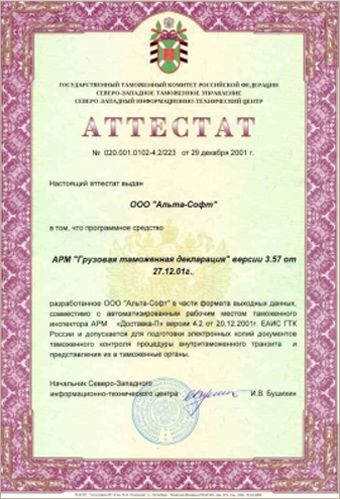 ГОСУДАРСТВЕННЫЙ ТАМОЖЕННЫЙ КОМИТЕТ РОССИЙСКОЙ ФЕДЕРАЦИИ
СЕВЕРО-ЗАПАДНОЕ ТАМОЖЕННОЕ УПРАВЛЕНИЕ
СЕВЕРО-ЗАПАДНЫЙ ИНФОРМАЦИОННО-ТЕХНИЧЕСКИЙ ЦЕНТР
АТТЕСТАТ
№ 020.001.0102-4.2/223 от 29 декабря 2001 г.
Настоящий аттестат выдан
ООО "Альта-Софт"
в том, что программное средство
АРМ "Грузовая таможенная декларация" версии 3.57 от
27.12.01г.,
разработанное ООО "Альта-Софт" в части формата выходных данных,
совместимо с автоматизированным рабочим местом таможенного
инспектора АРМ «Доставка-П» версии 4.2 от 20.12.2001г. ЕАИС ГТК
России и допускается для подготовки электронных копий документов
таможенного контроля процедуры внутритаможенного транзита и
представления их в таможенные органы.
Начальник Северо-Западного
информационно-технического центра И.В. Бушихин